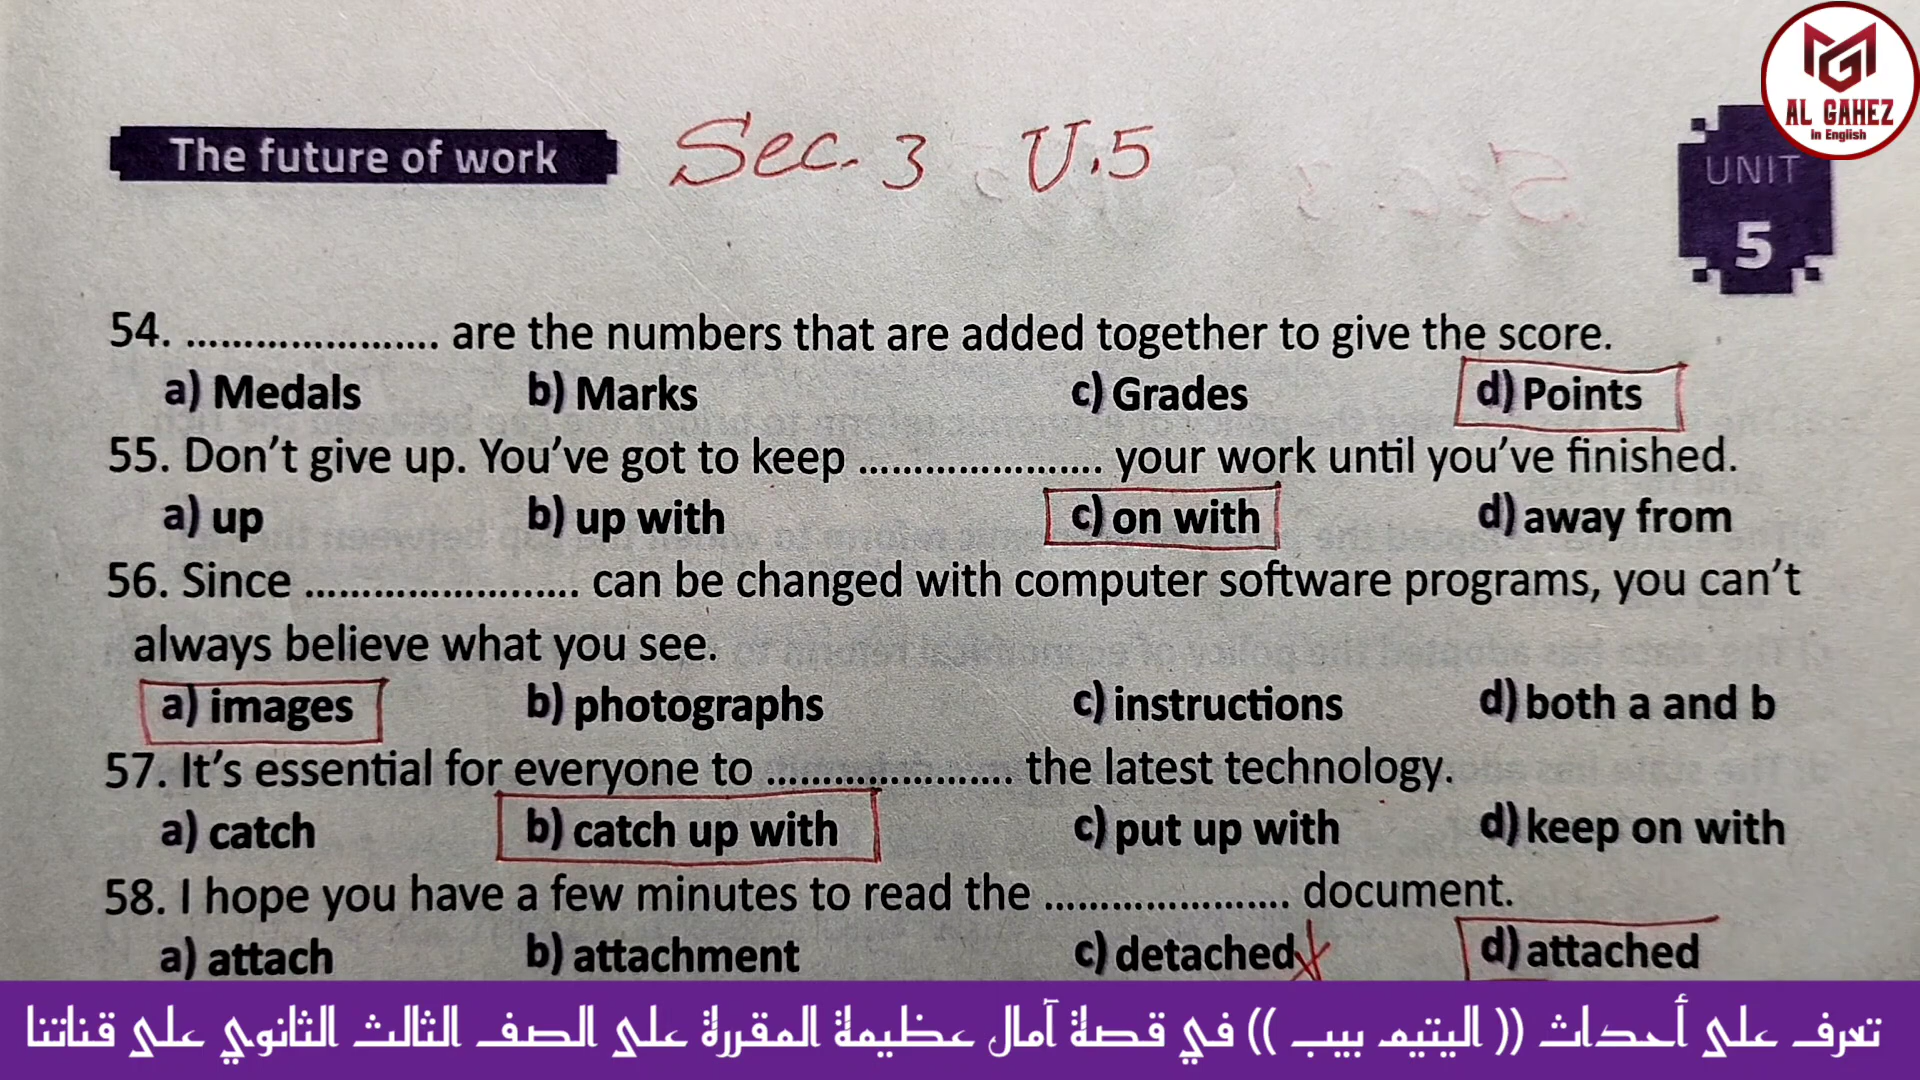 AL GAHEZ
in English
The future of work
Sec. 3 U.5
UNIT
5
54. ...................... are the numbers that are added together to give the score.
a) Medals b) Marks c) Grades d) Points
55. Don't give up. You've got to keep ...................... your work until you've finished.
a) up b) up with c) on with d) away from
56. Since ........................ can be changed with computer software programs, you can't
always believe what you see.
a) images b) photographs c) instructions d) both a and b
57. It's essential for everyone to ...................... the latest technology.
a) catch b) catch up with c) put up with d) keep on with
58. I hope you have a few minutes to read the ...................... document.
a) attach b) attachment c) detached d) attached
تعرف على أحداث (( اليتيم بيب )) في قصة آمال عظيمة المقررة على الصف الثالث الثانوي على قناتنا